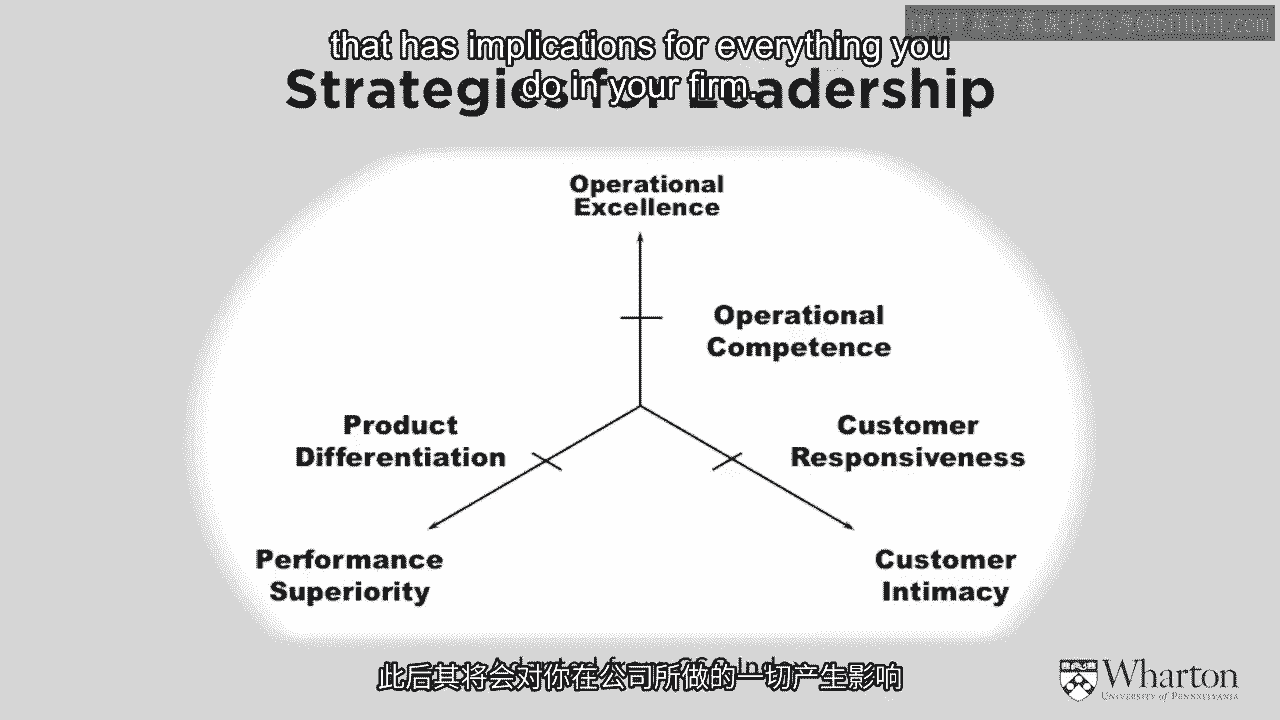 that has implications for everything you
do in your firm.
Strategies for Leadership
Operational
Excellence
Operational
Competence
Product
Differentiation
Customer
Responsiveness
Performance
Superiority
Customer
Intimacy
此后其将会对你在公司所做的一切产生影响
Wharton
UNIVERSITY of PENNSYLVANIA